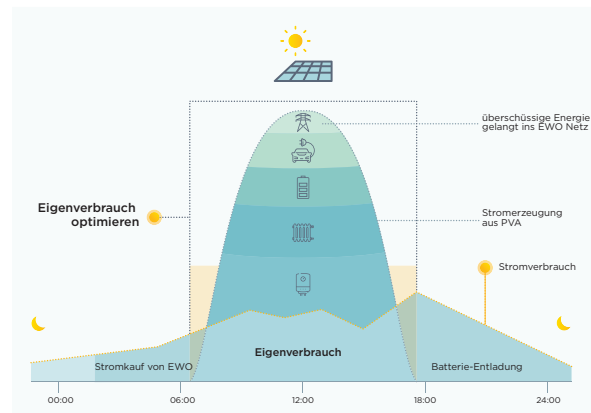 überschüssige Energie
gelangt ins EWO Netz
Eigenverbrauch
optimieren
Stromerzeugung
aus PVA
Stromverbrauch
Eigenverbrauch
Stromkauf von EWO
Batterie-Entladung
00:00
06:00
12:00
18:00
24:00